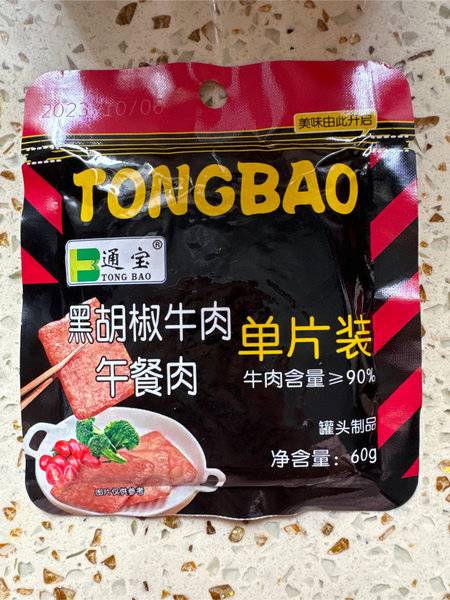 2023/10/06
美味由此开启
TONGBAO
通宝®
TONG BAO
黑胡椒牛肉
午餐肉
单片装
牛肉含量≥90%
罐头制品
净含量：60g
图片仅供参考